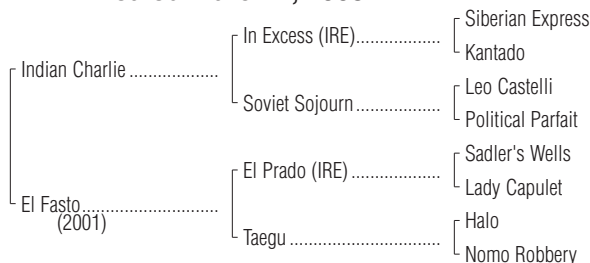 Siberian Express
In Excess (IRE)
Kantado
Indian Charlie
Leo Castelli
Soviet Sojourn
Political Parfait
Sadler's Wells
El Prado (IRE)
Lady Capulet
El Fasto
(2001)
Halo
Taegu
Nomo Robbery